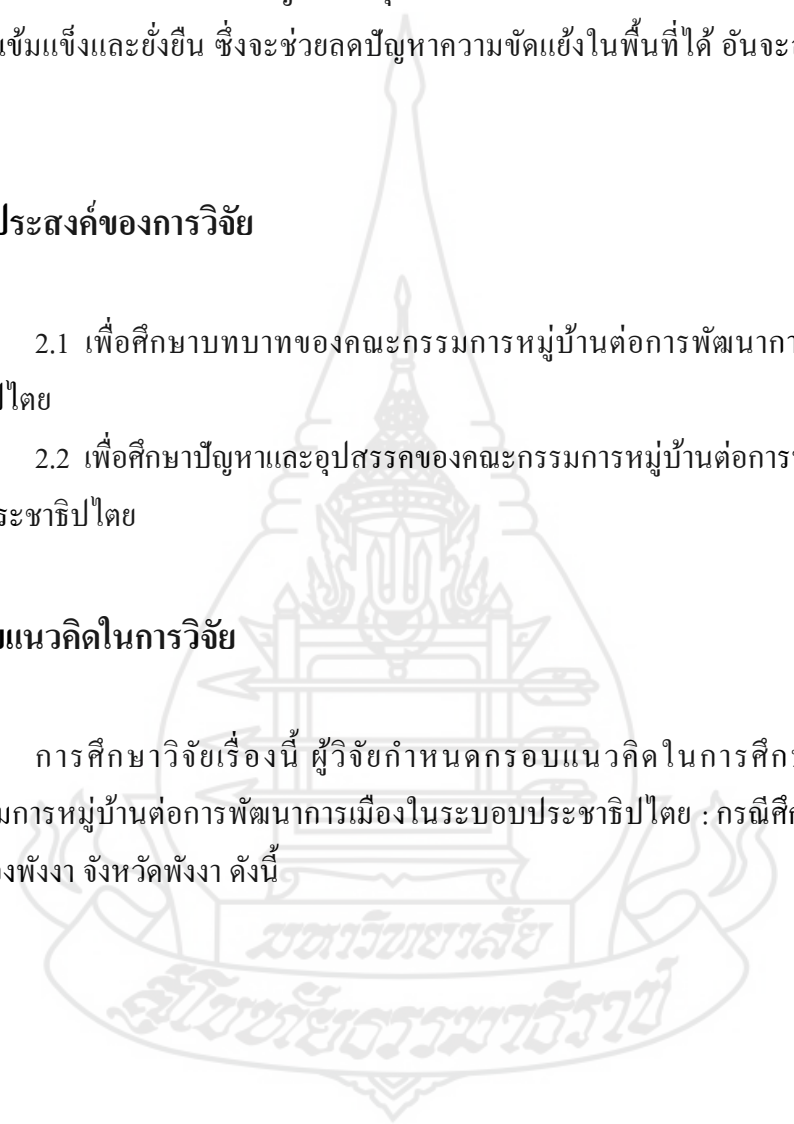 นเข้มแข็งและยั่งยืน ซึ่งจะช่วยลดปัญหาความขัดแย้งในพื้นที่ได้ อันจะ
ประสงค์ของการวิจัย
2.1 เพื่อศึกษาบทบาทของคณะกรรมการหมู่บ้านต่อการพัฒนากา
ปไตย
2.2 เพื่อศึกษาปัญหาและอุปสรรคของคณะกรรมการหมู่บ้านต่อการ
ระชาธิปไตย
แนวคิดในการวิจัย
การศึกษาวิจัยเรื่องนี้ ผู้วิจัยกำหนดกรอบแนวคิดในการศึก
มการหมู่บ้านต่อการพัฒนาการเมืองในระบอบประชาธิปไตย : กรณีศึก
งพังงา จังหวัดพังงา ดังนี้
มหาวิทยาลัย
สุโขทัยธรรมาธิราช